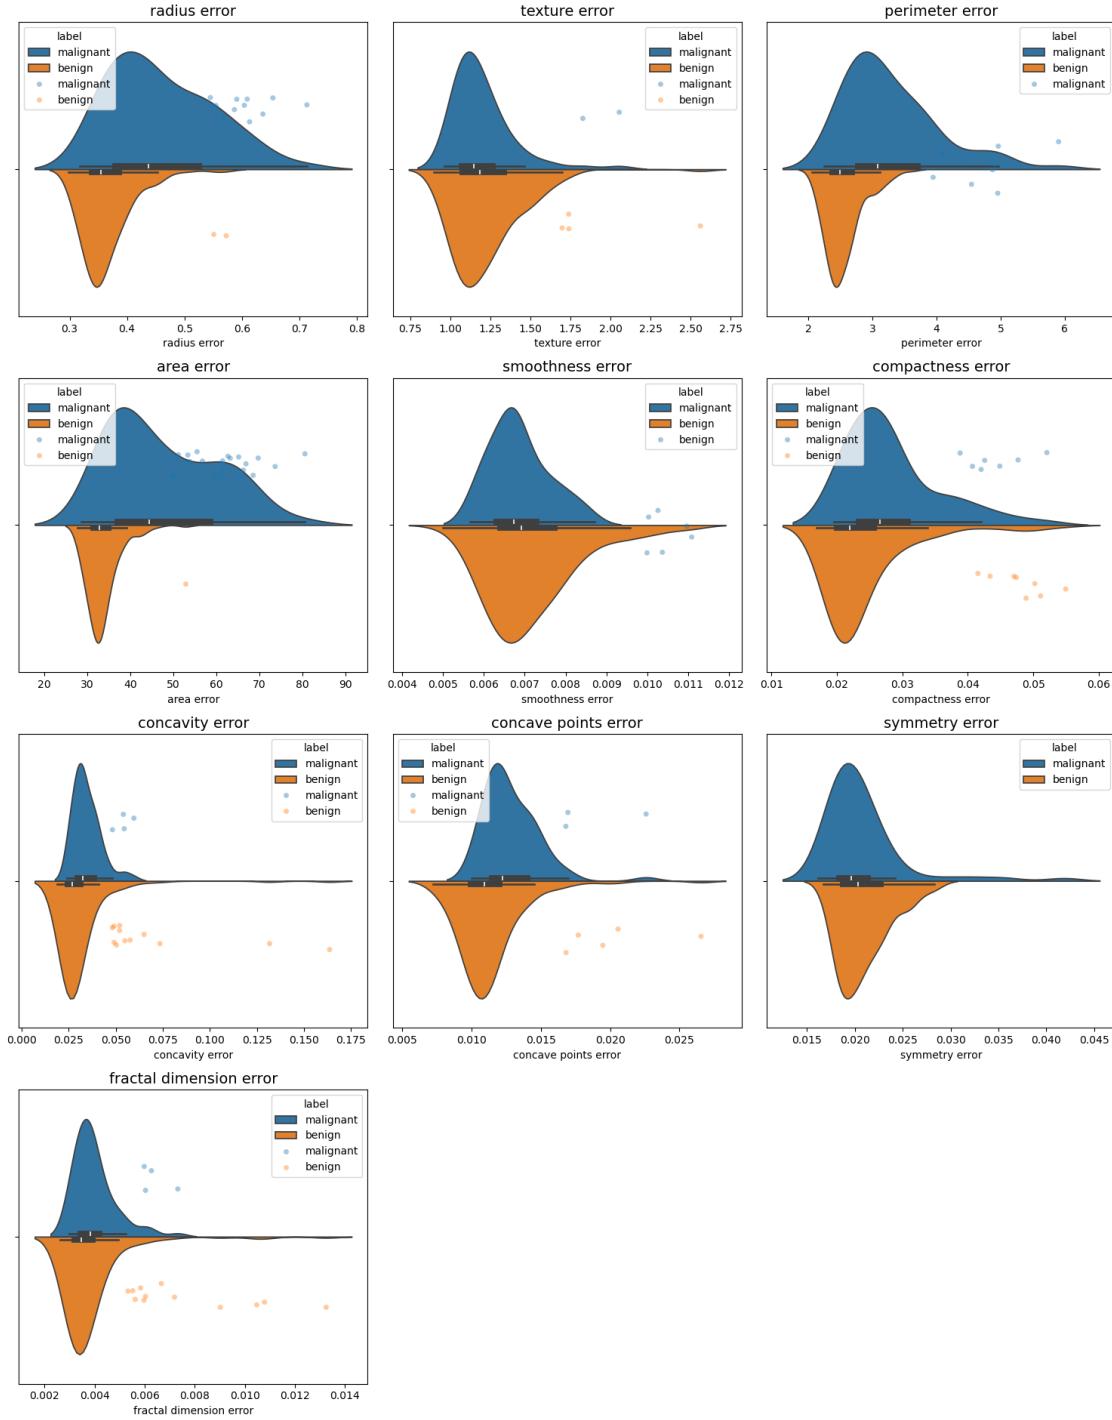 radius error
label
malignant
benign
malignant
benign
0.3 0.4 0.5 0.6 0.7 0.8
radius error
texture error
label
malignant
benign
malignant
benign
0.75 1.00 1.25 1.50 1.75 2.00 2.25 2.50 2.75
texture error
perimeter error
label
malignant
benign
malignant
2 3 4 5 6
perimeter error
area error
label
malignant
benign
malignant
benign
20 30 40 50 60 70 80 90
area error
smoothness error
label
malignant
benign
benign
0.004 0.005 0.006 0.007 0.008 0.009 0.010 0.011 0.012
smoothness error
compactness error
label
malignant
benign
malignant
benign
0.01 0.02 0.03 0.04 0.05 0.06
compactness error
concavity error
label
malignant
benign
malignant
benign
0.000 0.025 0.050 0.075 0.100 0.125 0.150 0.175
concavity error
concave points error
label
malignant
benign
malignant
benign
0.005 0.010 0.015 0.020 0.025
concave points error
symmetry error
label
malignant
benign
0.015 0.020 0.025 0.030 0.035 0.040 0.045
symmetry error
fractal dimension error
label
malignant
benign
malignant
benign
0.002 0.004 0.006 0.008 0.010 0.012 0.014
fractal dimension error